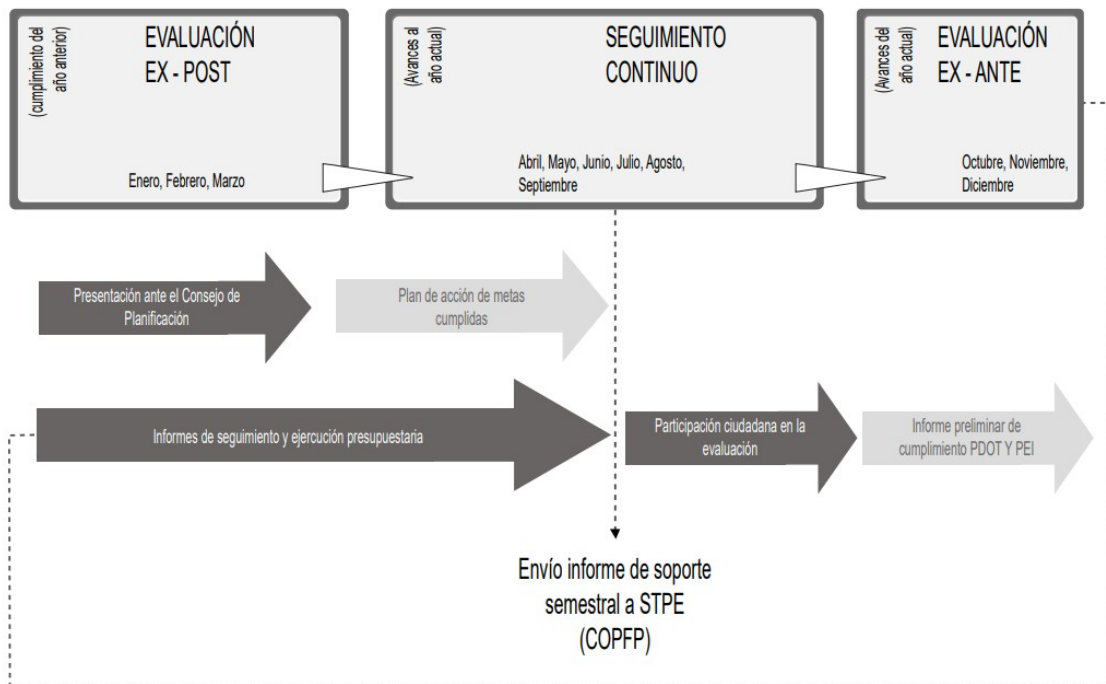 (cumplimiento del
año anterior)
EVALUACIÓN
EX - POST
Enero, Febrero, Marzo
(Avances al
año actual)
SEGUIMIENTO
CONTINUO
Abril, Mayo, Junio, Julio, Agosto,
Septiembre
(Avances del
año actual)
EVALUACIÓN
EX - ANTE
Octubre, Noviembre,
Diciembre
Presentación ante el Consejo de
Planificación
Plan de acción de metas
cumplidas
Informes de seguimiento y ejecución presupuestaria
Participación ciudadana en la
evaluación
Informe preliminar de
cumplimiento PDOT Y PEI
Envío informe de soporte
semestral a STPE
(COPFP)